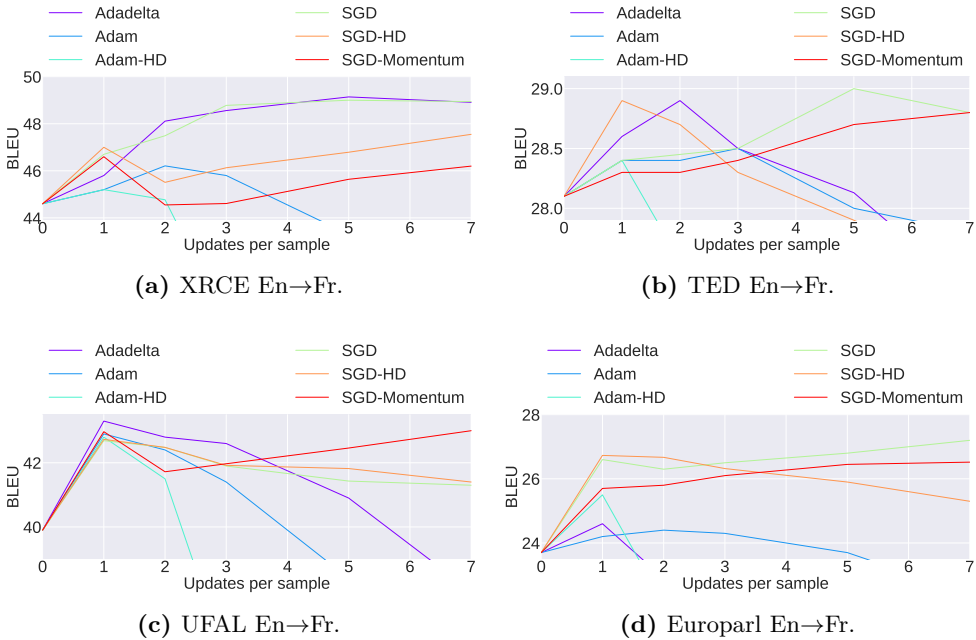 Adadelta SGD
Adam SGD-HD
Adam-HD SGD-Momentum
50
48
46
44
BLEU
0 1 2 3 5 7
Updates per sample
(a) XRCE En→Fr.
Adadelta SGD
Adam SGD-HD
Adam-HD SGD-Momentum
29.0
28.5
28.0
BLEU
0 1 2 3 5 6 7
Updates per sample
(b) TED En→Fr.
Adadelta SGD
Adam SGD-HD
Adam-HD SGD-Momentum
42
40
BLEU
0 1 2 3 4 5 6 7
Updates per sample
(c) UFAL En→Fr.
Adadelta SGD
Adam SGD-HD
Adam-HD SGD-Momentum
28
26
24
BLEU
0 1 2 3 4 5 6 7
Updates per sample
(d) Europarl En→Fr.